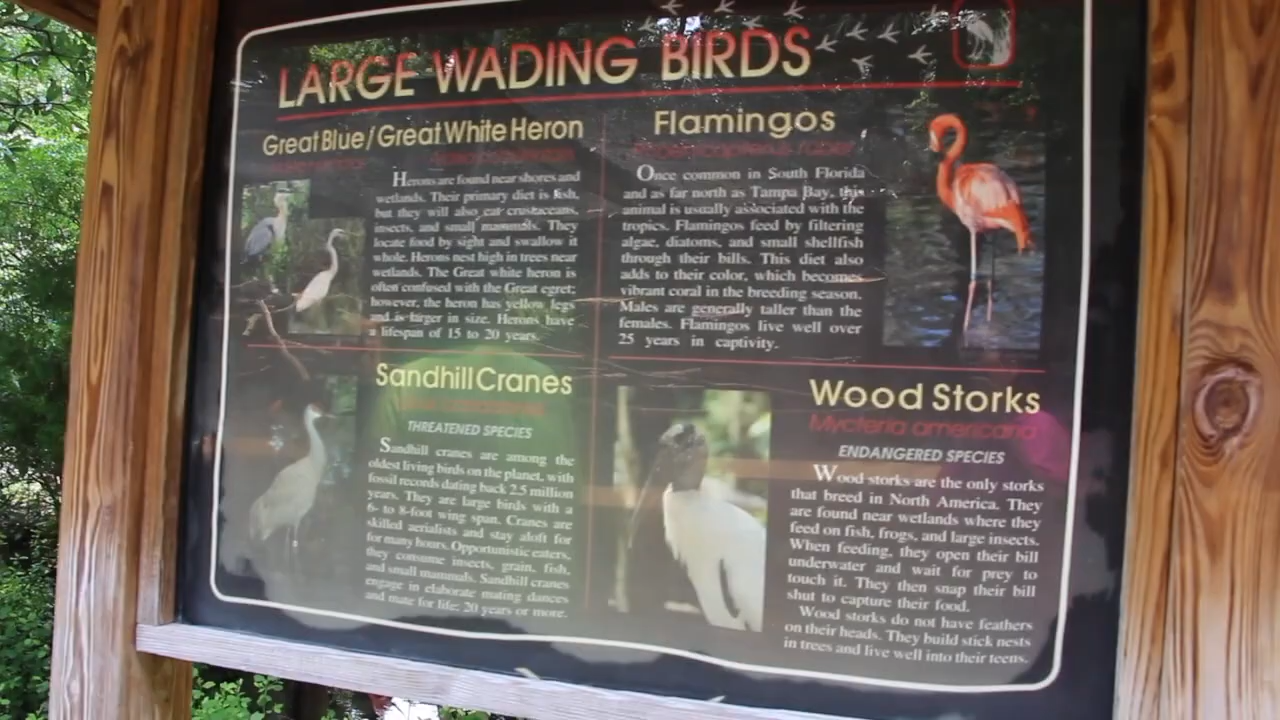 LARGE WADING BIRDS
Great Blue / Great White Heron
Herons are found near shores and
wetlands. Their primary diet is fish,
but they will also eat crustaceans,
insects, and small mammals. They
locate food by sight and swallow it
whole. Herons nest high in trees near
wetlands. The Great white heron is
often confused with the Great egret;
however, the heron has yellow legs
and is larger in size. Herons have
a lifespan of 15 to 20 years.
Flamingos
Phoenicopterus ruber
Once common in South Florida
and as far north as Tampa Bay, this
animal is usually associated with the
tropics. Flamingos feed by filtering
algae, diatoms, and small shellfish
through their bills. This diet also
adds to their color, which becomes
vibrant coral in the breeding season.
Males are generally taller than the
females. Flamingos live well over
25 years in captivity.
Sandhill Cranes
THREATENED SPECIES
Sandhill cranes are among the
oldest living birds on the planet, with
fossil records dating back 2.5 million
years. They are large birds with a
6- to 8-foot wing span. Cranes are
skilled aerialists and stay aloft for
for many hours. Opportunistic eaters,
they consume insects, grain, fish,
and small mammals. Sandhill cranes
engage in elaborate mating dances
and mate for life; 20 years or more.
Wood Storks
Mycteria americana
ENDANGERED SPECIES
Wood storks are the only storks
that breed in North America. They
are found near wetlands where they
feed on fish, frogs, and large insects.
When feeding, they open their bill
underwater and wait for prey to
touch it. They then snap their bill
shut to capture their food.
Wood storks do not have feathers
on their heads. They build stick nests
in trees and live well into their teens.